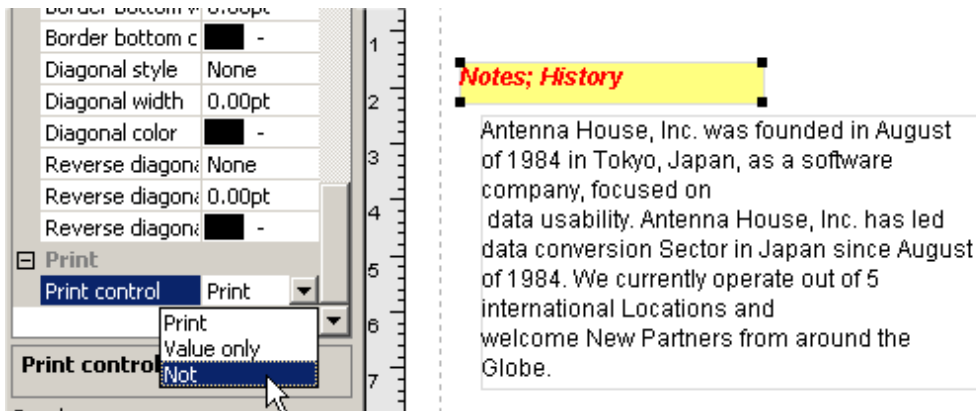 Border bottom c -
Diagonal style None
Diagonal width 0.00pt
Diagonal color -
Reverse diagona None
Reverse diagona 0.00pt
Reverse diagona -
Print
Print control Print
Print
Value only
Not
Print control
1
2
3
4
5
6
7
Notes; History
Antenna House, Inc. was founded in August
of 1984 in Tokyo, Japan, as a software
company, focused on
data usability. Antenna House, Inc. has led
data conversion Sector in Japan since August
of 1984. We currently operate out of 5
international Locations and
welcome New Partners from around the
Globe.